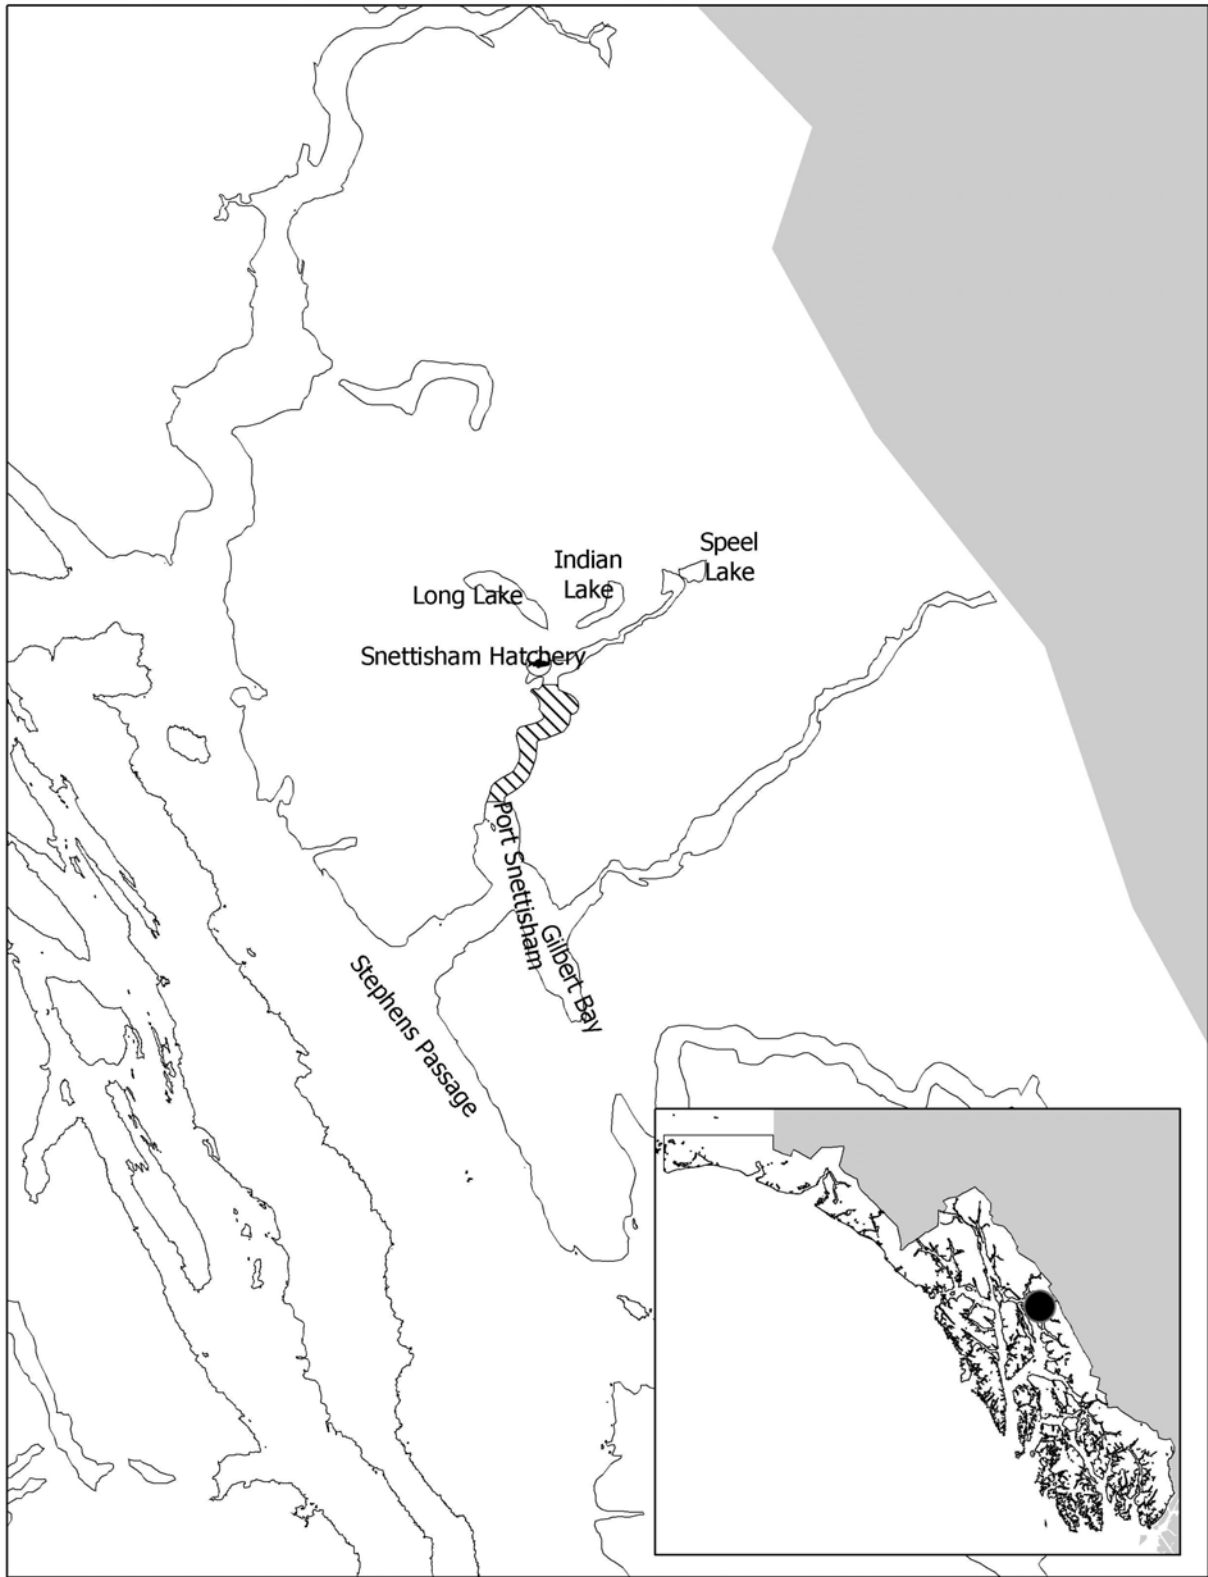 Speel
Lake
Indian
Lake
Long Lake
Snettisham Hatchery
Port Snettisham
Gilbert Bay
Stephens Passage